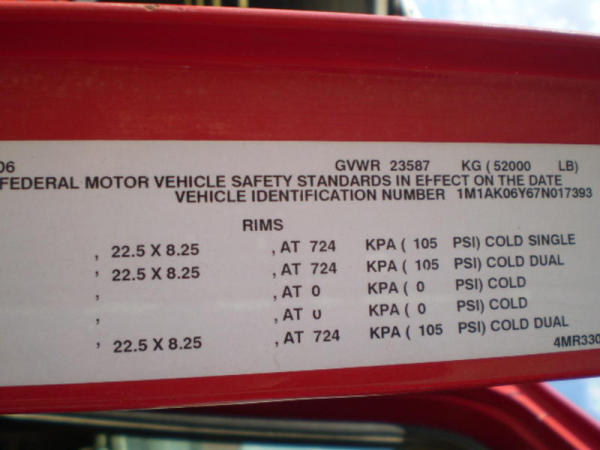 06 GVWR 23587 KG ( 52000 LB)
FEDERAL MOTOR VEHICLE SAFETY STANDARDS IN EFFECT ON THE DATE
VEHICLE IDENTIFICATION NUMBER 1M1AK06Y67N017393
RIMS
, 22.5 X 8.25 , AT 724 KPA ( 105 PSI) COLD SINGLE
, 22.5 X 8.25 , AT 724 KPA ( 105 PSI) COLD DUAL
, , AT 0 KPA ( 0 PSI) COLD
, , AT 0 KPA ( 0 PSI) COLD
, 22.5 X 8.25 , AT 724 KPA ( 105 PSI) COLD DUAL
4MR330